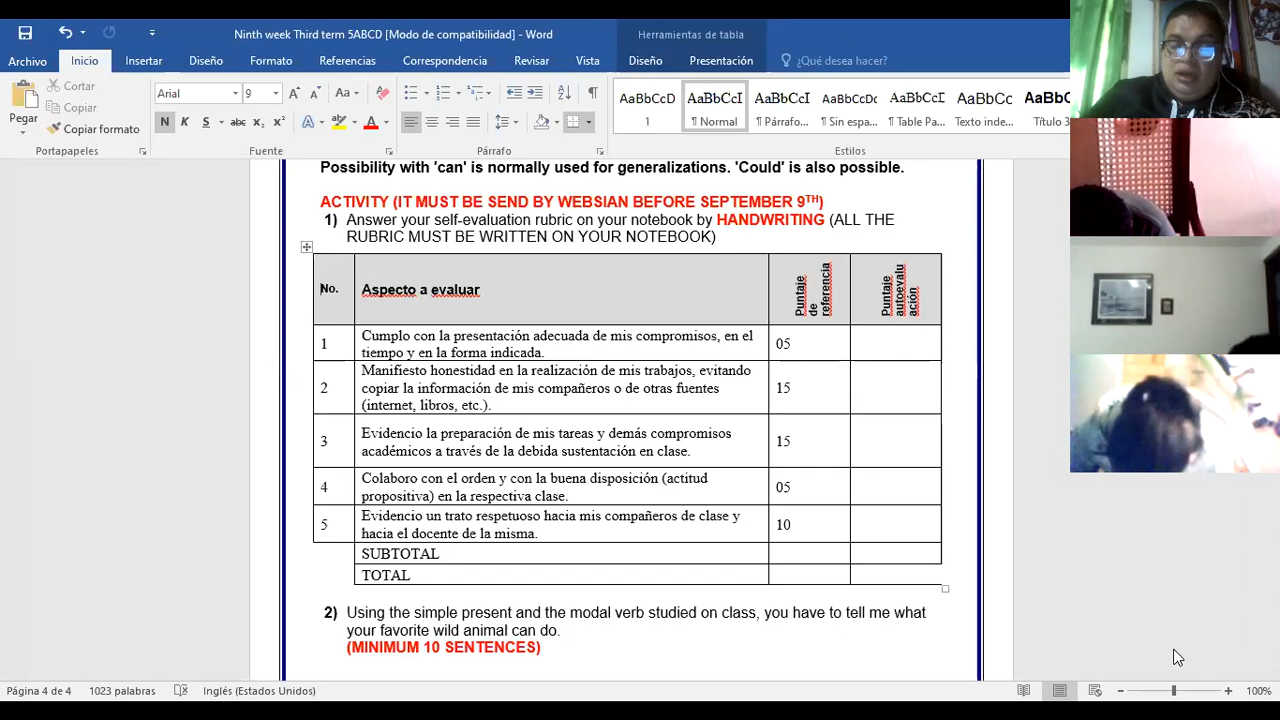 Ninth week Third term 5ABCD [Modo de compatibilidad] - Word
Herramientas de tabla
Archivo Inicio Insertar Diseño Formato Referencias Correspondencia Revisar Vista Diseño Presentación ¿Qué desea hacer?
Pegar
Cortar
Copiar
Copiar formato
Portapapeles
Arial 9 A A Aa
N K S abc x₂ x² A A
Fuente
Párrafo
AaBbCcD AaBbCcI AaBbCcI AaBbCcI AaBbCcI AaBbCc AaBbC
1 ¶ Normal ¶ Párrafo... ¶ Sin espa... ¶ Table Pa... Texto inde... Título 3
Estilos
Possibility with 'can' is normally used for generalizations. 'Could' is also possible.
ACTIVITY (IT MUST BE SEND BY WEBSIAN BEFORE SEPTEMBER 9TH)
1) Answer your self-evaluation rubric on your notebook by HANDWRITING (ALL THE
RUBRIC MUST BE WRITTEN ON YOUR NOTEBOOK)
No. Aspecto a evaluar
Puntaje
de
referencia
Puntaje
autoevalu
ación
1 Cumplo con la presentación adecuada de mis compromisos, en el
tiempo y en la forma indicada. 05
2 Manifiesto honestidad en la realización de mis trabajos, evitando
copiar la información de mis compañeros o de otras fuentes
(internet, libros, etc.). 15
3 Evidencio la preparación de mis tareas y demás compromisos
académicos a través de la debida sustentación en clase. 15
4 Colaboro con el orden y con la buena disposición (actitud
propositiva) en la respectiva clase. 05
5 Evidencio un trato respetuoso hacia mis compañeros de clase y
hacia el docente de la misma. 10
SUBTOTAL
TOTAL
2) Using the simple present and the modal verb studied on class, you have to tell me what
your favorite wild animal can do.
(MINIMUM 10 SENTENCES)
Página 4 de 4 1023 palabras Inglés (Estados Unidos) 100%